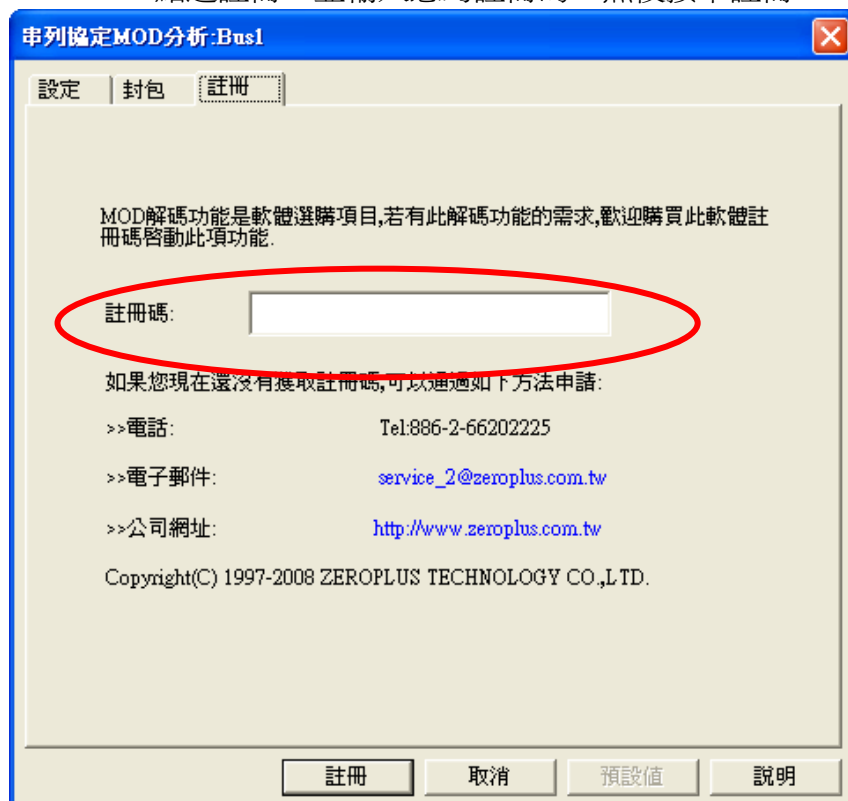 串列協定MOD分析:Bus1
設定 封包 註冊
MOD解碼功能是軟體選購項目,若有此解碼功能的需求,歡迎購買此軟體註
冊碼啓動此項功能.
註冊碼:
如果您現在還沒有獲取註冊碼,可以通過如下方法申請:
>>電話: Tel:886-2-66202225
>>電子郵件: service_2@zeroplus.com.tw
>>公司網址: http://www.zeroplus.com.tw
Copyright(C) 1997-2008 ZEROPLUS TECHNOLOGY CO.,LTD.
註冊 取消 預設值 說明